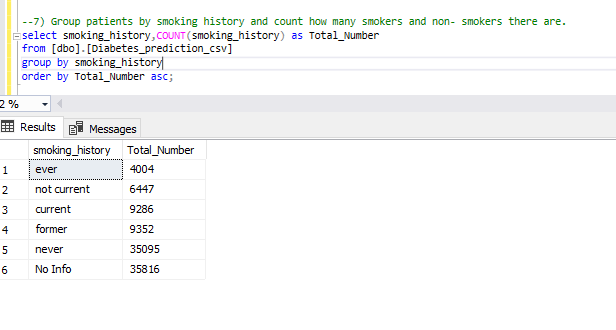 --7) Group patients by smoking history and count how many smokers and non- smokers there are.
select smoking_history,COUNT(smoking_history) as Total_Number
from [dbo].[Diabetes_prediction_csv]
group by smoking_history
order by Total_Number asc;
2 %
Results Messages
smoking_history Total_Number
1 ever 4004
2 not current 6447
3 current 9286
4 former 9352
5 never 35095
6 No Info 35816